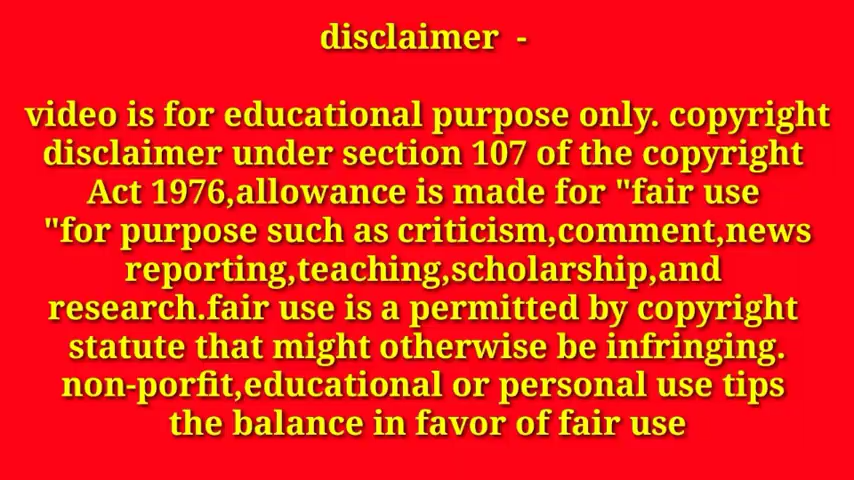 disclaimer -
video is for educational purpose only. copyright
disclaimer under section 107 of the copyright
Act 1976,allowance is made for "fair use
"for purpose such as criticism,comment,news
reporting,teaching,scholarship,and
research.fair use is a permitted by copyright
statute that might otherwise be infringing.
non-porfit,educational or personal use tips
the balance in favor of fair use